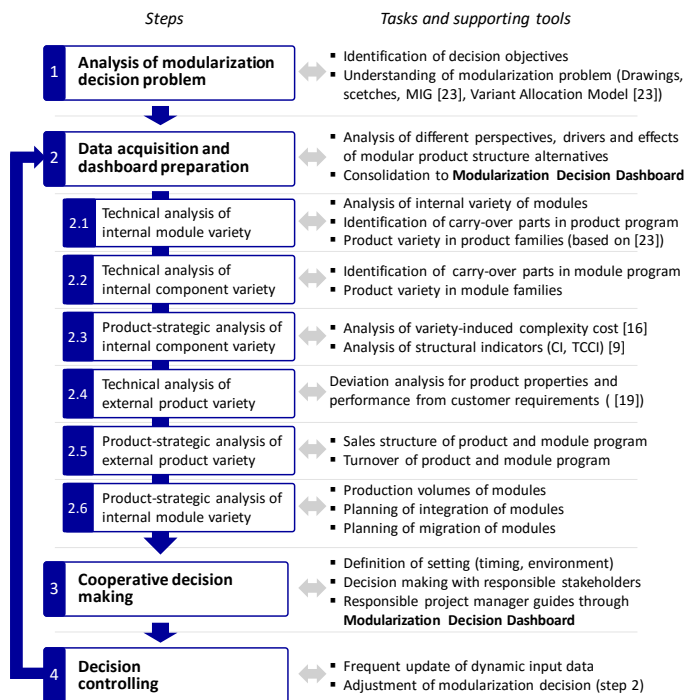 Steps
Tasks and supporting tools
1
Analysis of modularization
decision problem
▪ Identification of decision objectives
▪ Understanding of modularization problem (Drawings,
scetches, MIG [23], Variant Allocation Model [23])
2
Data acquisition and
dashboard preparation
▪ Analysis of different perspectives, drivers and effects
of modular product structure alternatives
▪ Consolidation to Modularization Decision Dashboard
2.1
Technical analysis of
internal module variety
▪ Analysis of internal variety of modules
▪ Identification of carry-over parts in product program
▪ Product variety in product families (based on [23])
2.2
Technical analysis of
internal component variety
▪ Identification of carry-over parts in module program
▪ Product variety in module families
2.3
Product-strategic analysis of
internal component variety
▪ Analysis of variety-induced complexity cost [16]
▪ Analysis of structural indicators (CI, TCCI) [9]
2.4
Technical analysis of
external product variety
Deviation analysis for product properties and
performance from customer requirements ( [19])
2.5
Product-strategic analysis of
external product variety
▪ Sales structure of product and module program
▪ Turnover of product and module program
2.6
Product-strategic analysis of
internal module variety
▪ Production volumes of modules
▪ Planning of integration of modules
▪ Planning of migration of modules
3
Cooperative decision
making
▪ Definition of setting (timing, environment)
▪ Decision making with responsible stakeholders
▪ Responsible project manager guides through
Modularization Decision Dashboard
4
Decision
controlling
▪ Frequent update of dynamic input data
▪ Adjustment of modularization decision (step 2)